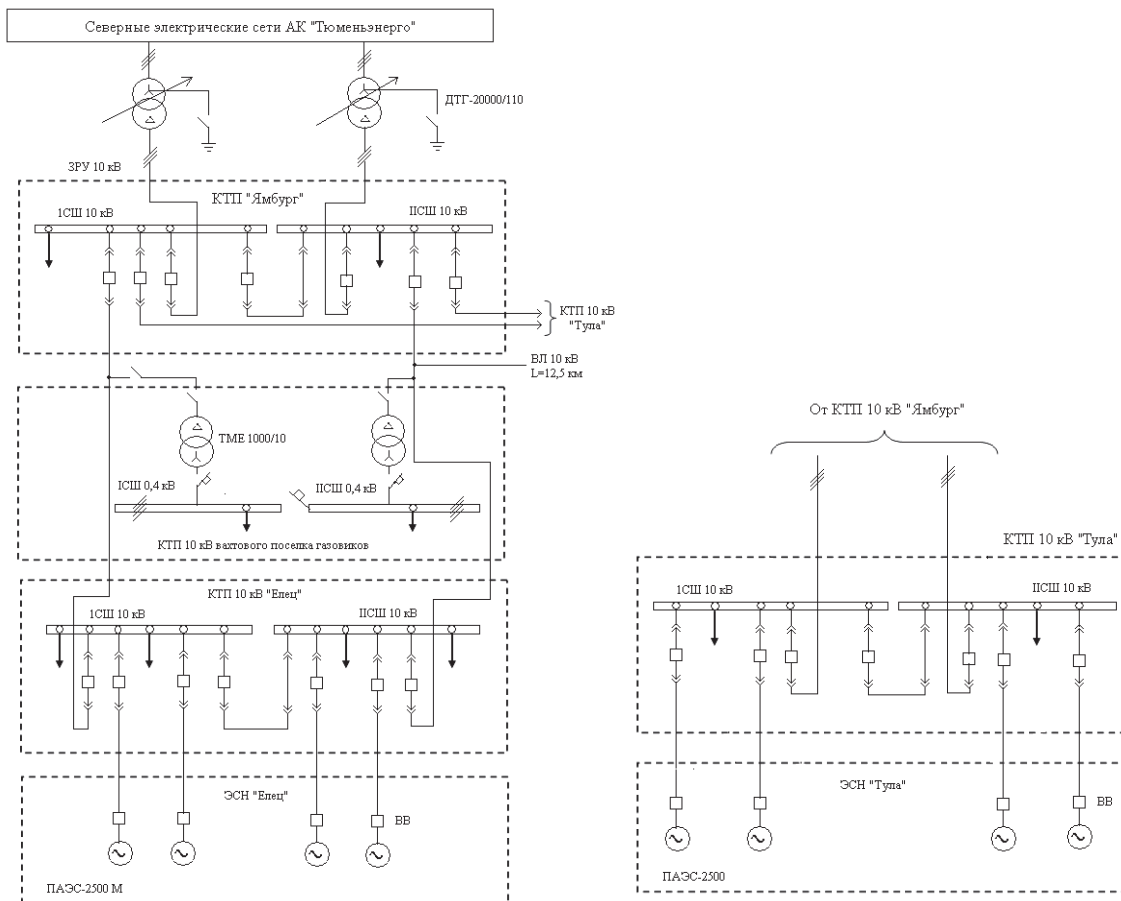 Северные электрические сети АК "Тюменьэнерго"
ДТГ-20000/110
ЗРУ 10 кВ
КТП "Ямбург"
1СШ 10 кВ
IIСШ 10 кВ
КТП 10 кВ
"Тула"
ВЛ 10 кВ
L=12,5 км
ТМЕ 1000/10
IСШ 0,4 кВ
IIСШ 0,4 кВ
КТП 10 кВ вахтового поселка газовиков
КТП 10 кВ "Елец"
1СШ 10 кВ
IIСШ 10 кВ
ЭСН "Елец"
ВВ
ПАЭС-2500 М
От КТП 10 кВ "Ямбург"
КТП 10 кВ "Тула"
1СШ 10 кВ
IIСШ 10 кВ
ЭСН "Тула"
ВВ
ПАЭС-2500